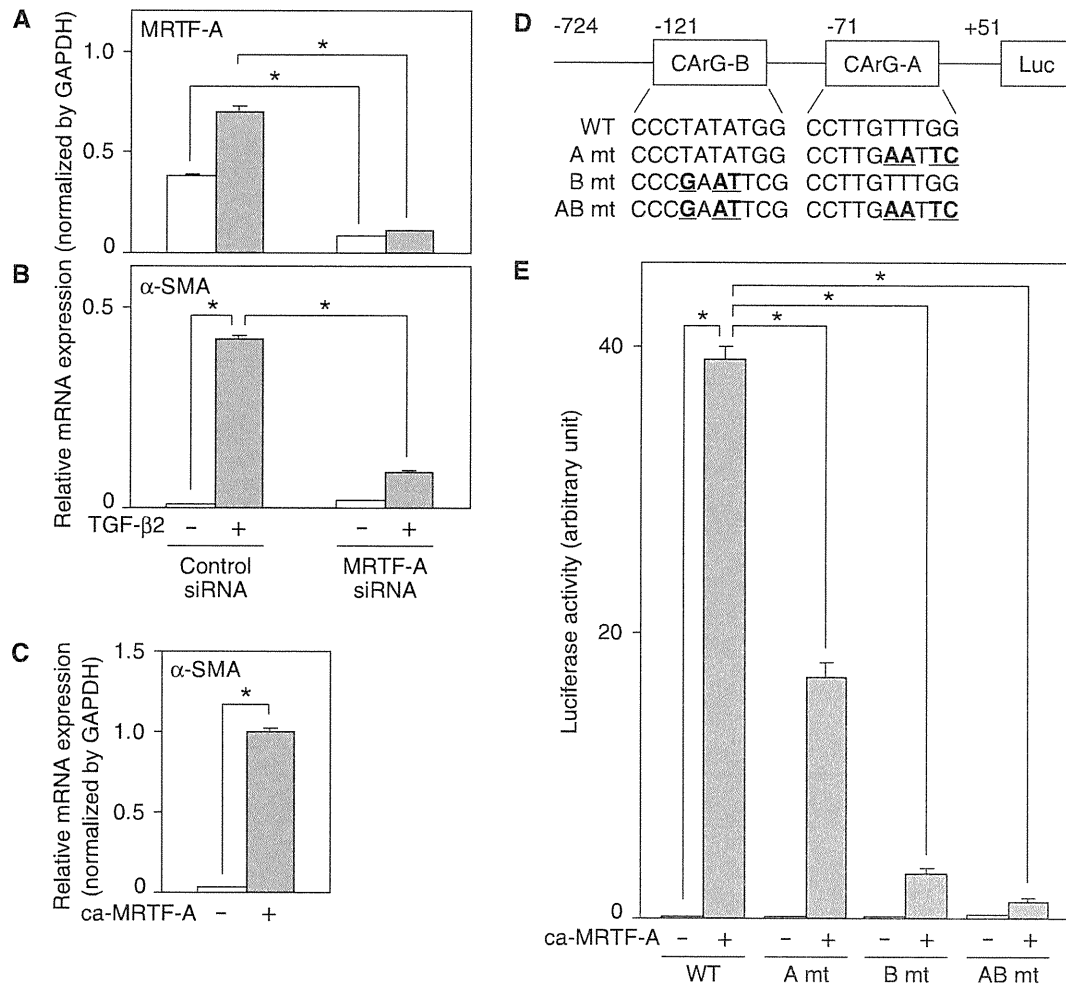 A
MRTF-A
1.0
0.5
0
*
*
Relative mRNA expression (normalized by GAPDH)
B
α-SMA
0.5
0
*
*
TGF-β2 − + − +
Control siRNA
MRTF-A siRNA
C
α-SMA
1.5
1.0
0.5
0
*
Relative mRNA expression (normalized by GAPDH)
ca-MRTF-A − +
D
-724 -121 -71 +51
CArG-B CArG-A Luc
WT CCCTATATGG CCTTGTTTGG
A mt CCCTATATGG CCTTGAATTC
B mt CCCGAATTCG CCTTGTTTGG
AB mt CCCGAATTCG CCTTGAATTC
E
*
*
*
*
40
20
0
Luciferase activity (arbitrary unit)
ca-MRTF-A − + − + − + − +
WT A mt B mt AB mt